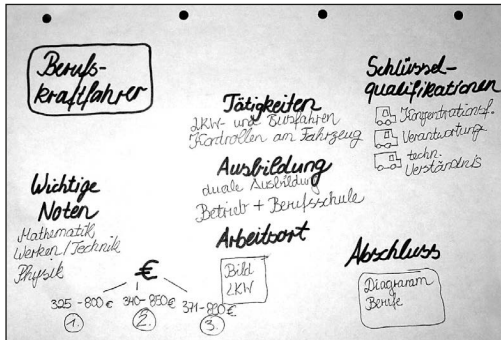 Berufs-
kraftfahrer
Tätigkeiten
LKW- und Busfahren
Kontrollen am Fahrzeug
Schlüssel-
qualifikationen
Konzentrationsf.
Verantwortung
techn.
Verständnis
Ausbildung
duale Ausbildung
Betrieb + Berufsschule
Wichtige
Noten
Mathematik
Werken/Technik
Physik
€
325-800 €
1.
340-850 €
2.
371-890 €
3.
Arbeitsort
Bild
LKW
Abschluss
Diagramm
Berufe